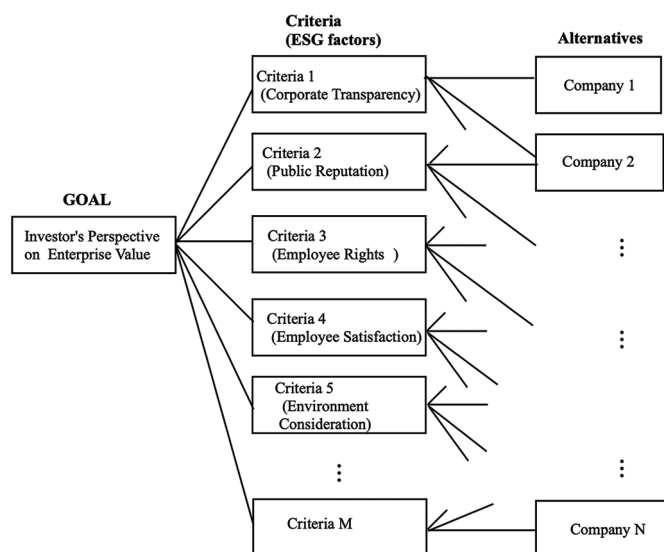 Criteria
(ESG factors)
Alternatives
Criteria 1
(Corporate Transparency)
Company 1
Criteria 2
(Public Reputation)
Company 2
GOAL
Investor's Perspective
on Enterprise Value
Criteria 3
(Employee Rights )
⋮
Criteria 4
(Employee Satisfaction)
⋮
Criteria 5
(Environment
Consideration)
⋮
⋮
Criteria M
Company N